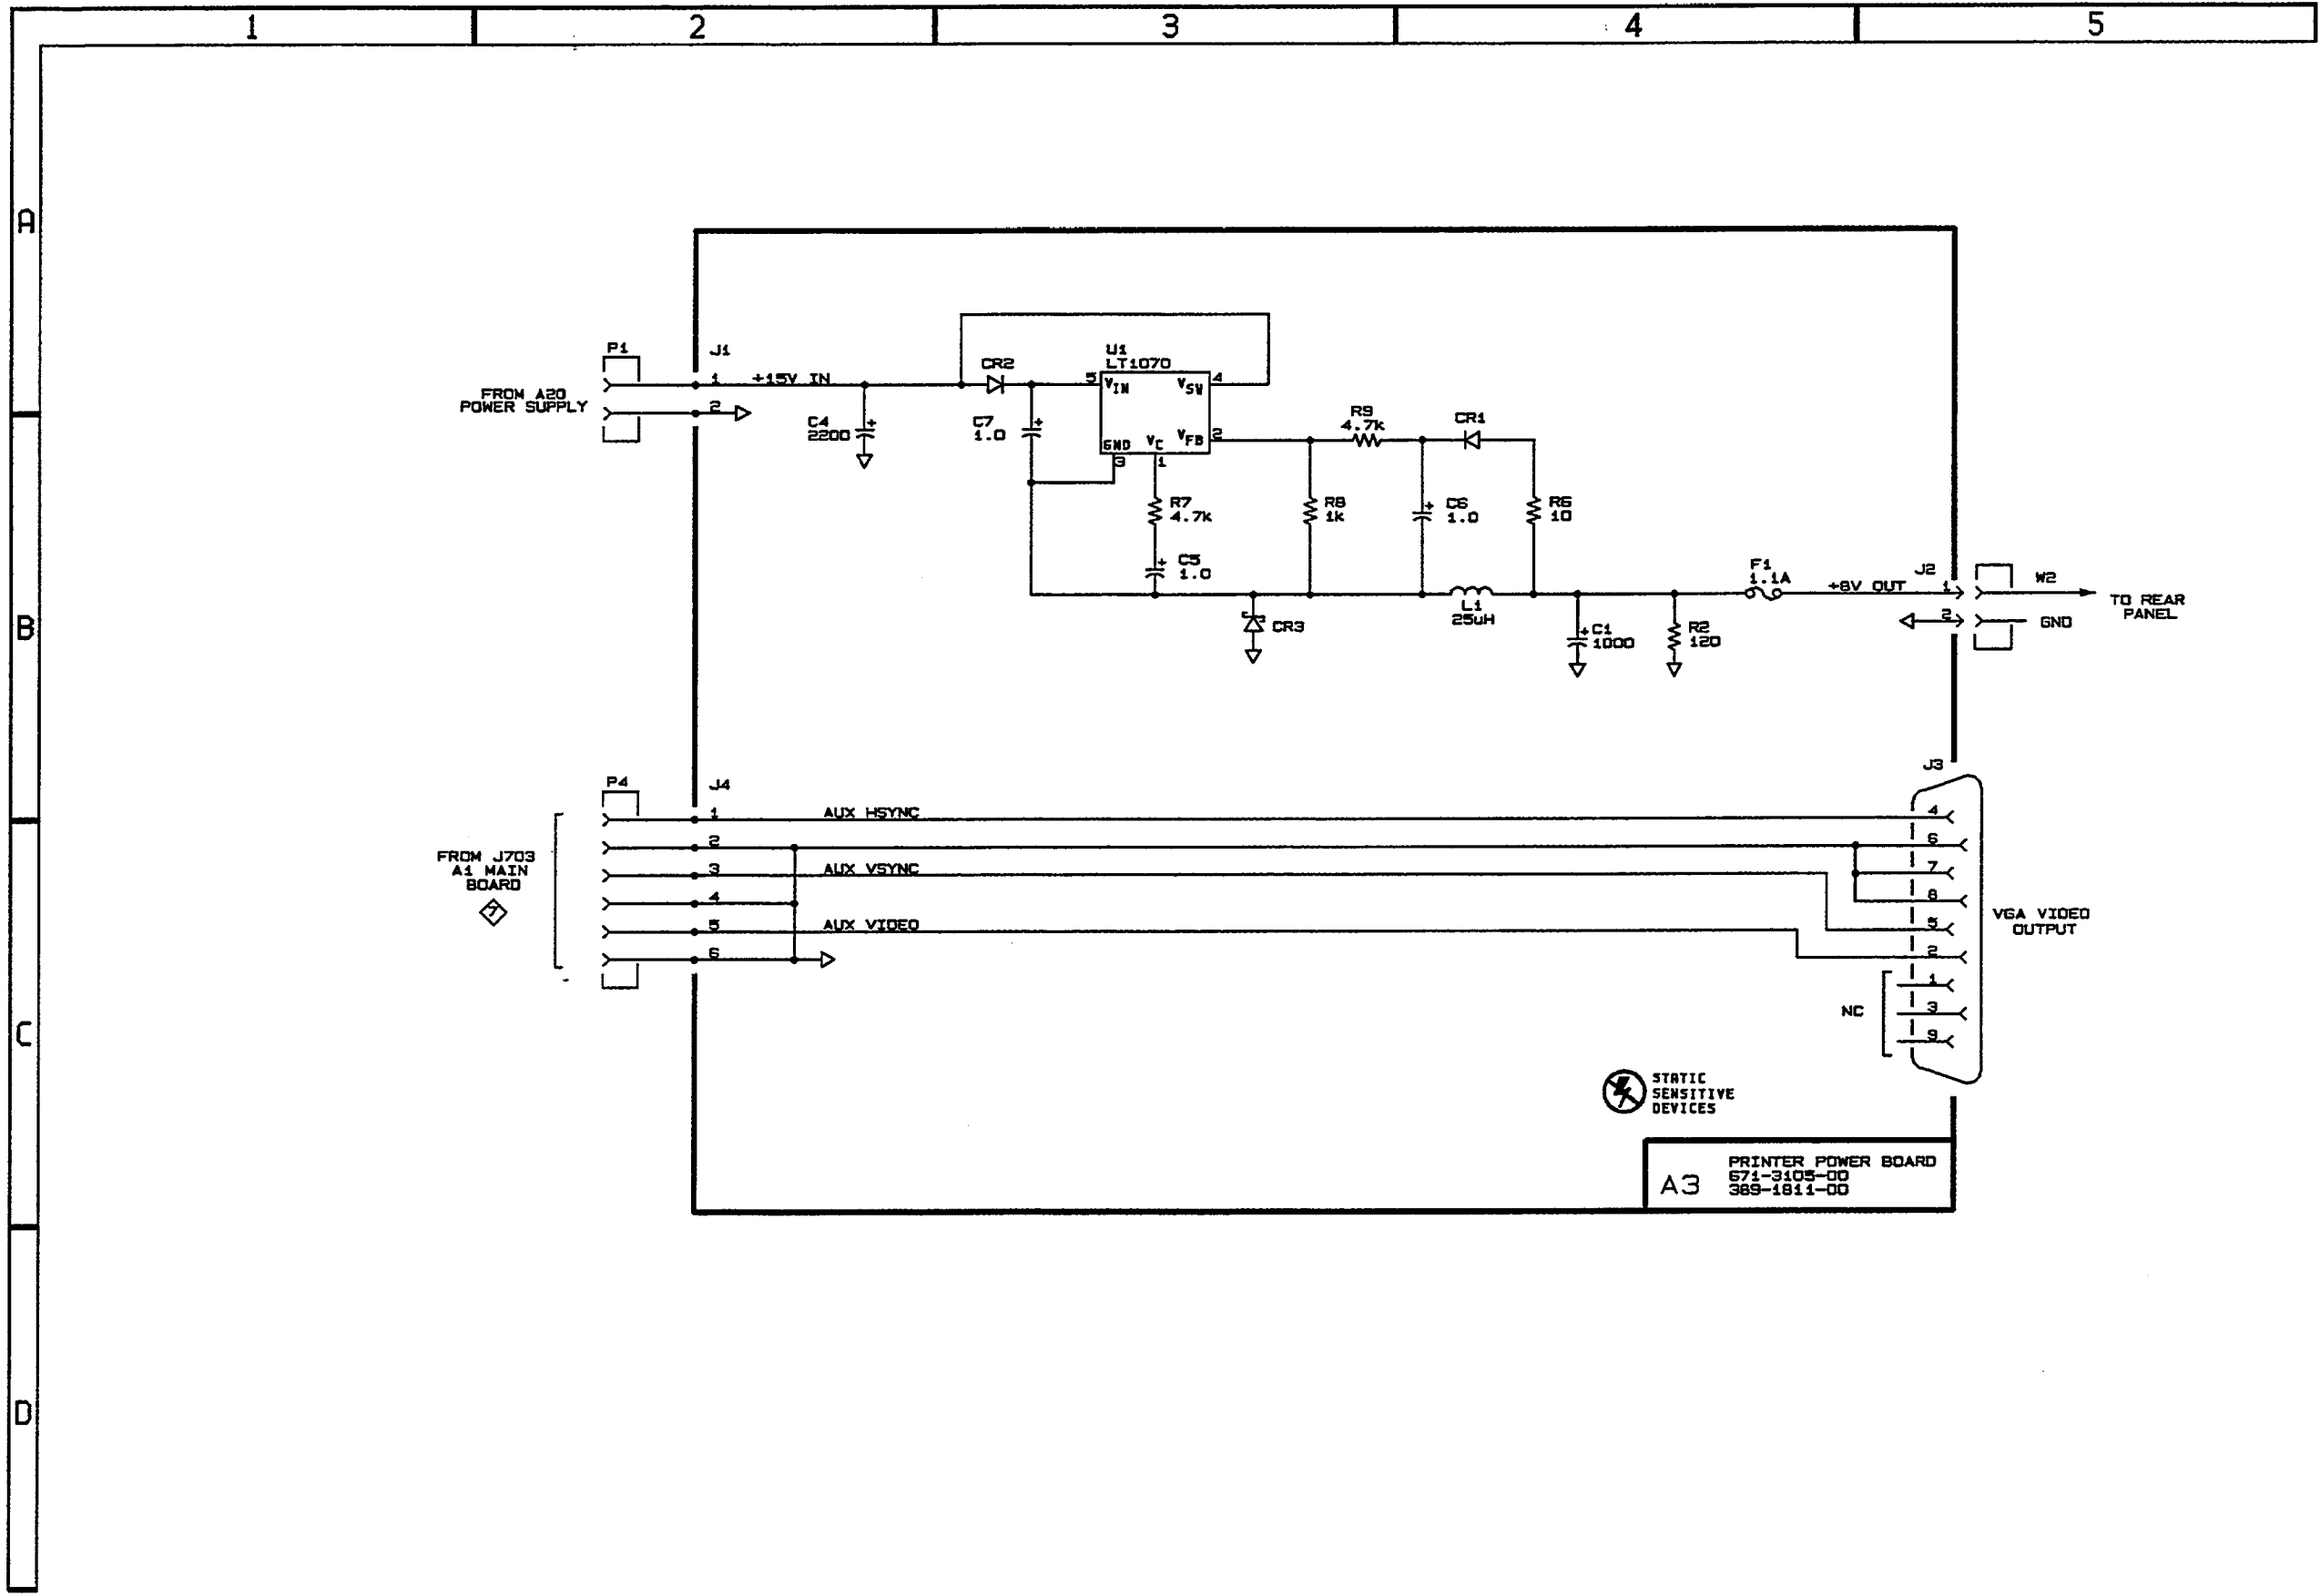 1 2 3 4 5
A
B
C
D
P1
J1
FROM A20
POWER SUPPLY
1
+15V IN
2
C4
2200
+
CR2
C7
1.0
+
U1
LT1070
5
VIN
VSW
4
GND
VC
VFB
2
3
1
R7
4.7K
C5
1.0
+
R9
4.7K
CR1
R8
1K
C6
1.0
+
R6
10
CR3
L1
25uH
C1
1000
+
R2
120
F1
1.1A
+8V OUT
J2
1
2
W2
TO REAR
PANEL
GND
P4
J4
FROM J703
A1 MAIN
BOARD
7
1
AUX HSYNC
2
3
AUX VSYNC
4
5
AUX VIDEO
6
J3
4
6
7
8
5
2
1
3
9
NC
VGA VIDEO
OUTPUT
STATIC
SENSITIVE
DEVICES
A3
PRINTER POWER BOARD
671-3105-00
389-1811-00